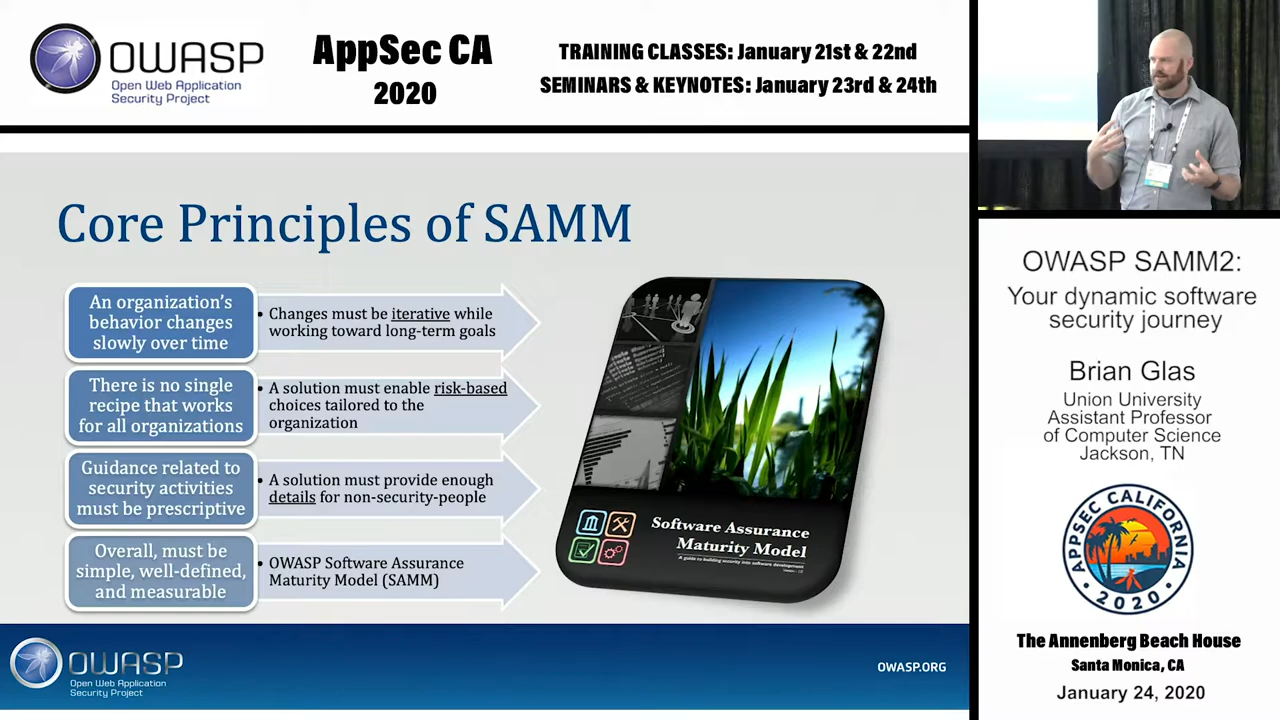 OWASP
Open Web Application
Security Project
AppSec CA
2020
TRAINING CLASSES: January 21st & 22nd
SEMINARS & KEYNOTES: January 23rd & 24th
Core Principles of SAMM
An organization's
behavior changes
slowly over time
• Changes must be iterative while
working toward long-term goals
There is no single
recipe that works
for all organizations
• A solution must enable risk-based
choices tailored to the
organization
Guidance related to
security activities
must be prescriptive
• A solution must provide enough
details for non-security-people
Overall, must be
simple, well-defined,
and measurable
• OWASP Software Assurance
Maturity Model (SAMM)
Software Assurance
Maturity Model
A guide to building security into software development
OWASP
Open Web Application
Security Project
OWASP.ORG
OWASP SAMM2:
Your dynamic software
security journey
Brian Glas
Union University
Assistant Professor
of Computer Science
Jackson, TN
APPSEC CALIFORNIA
2020
The Annenberg Beach House
Santa Monica, CA
January 24, 2020